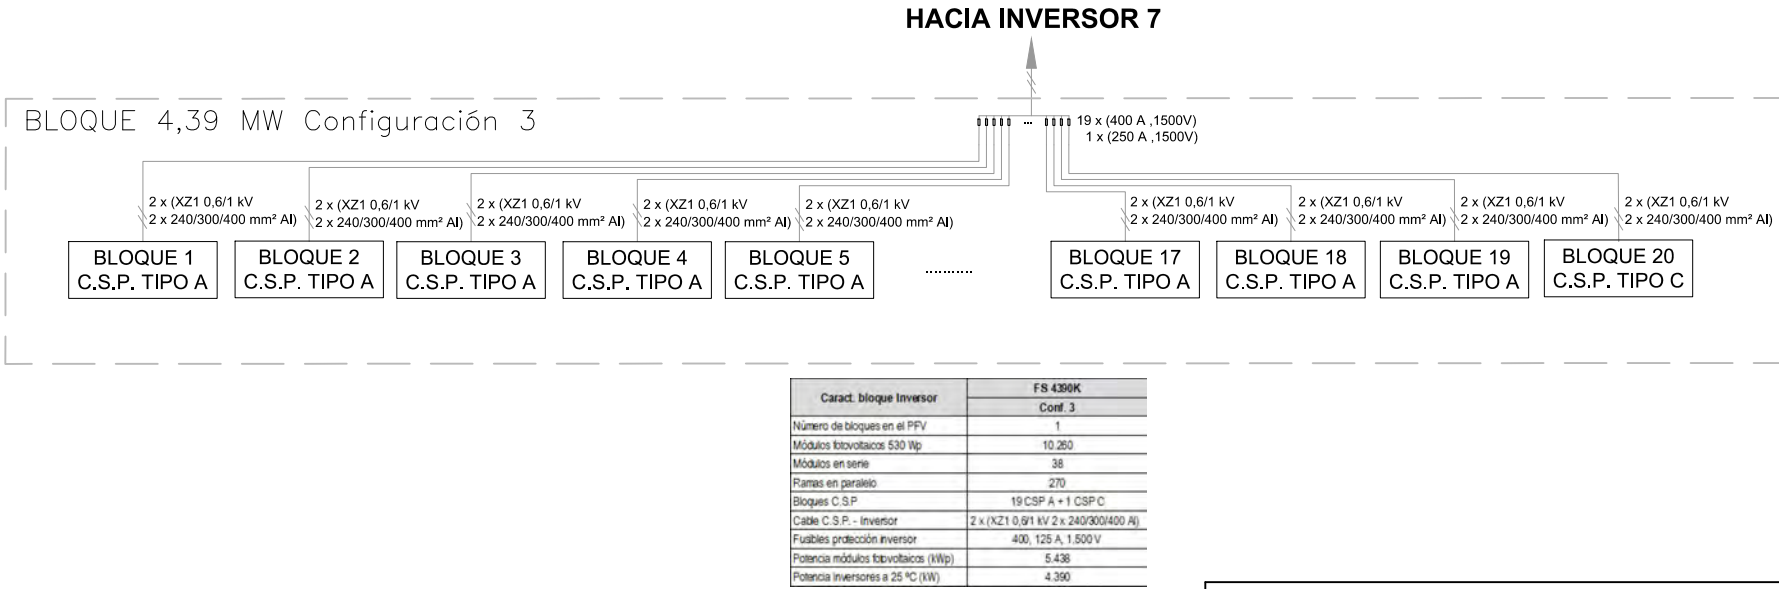 HACIA INVERSOR 7
BLOQUE 4,39 MW Configuración 3
...
19 x (400 A ,1500V)
1 x (250 A ,1500V)
2 x (XZ1 0,6/1 kV
2 x 240/300/400 mm² Al)
2 x (XZ1 0,6/1 kV
2 x 240/300/400 mm² Al)
2 x (XZ1 0,6/1 kV
2 x 240/300/400 mm² Al)
2 x (XZ1 0,6/1 kV
2 x 240/300/400 mm² Al)
2 x (XZ1 0,6/1 kV
2 x 240/300/400 mm² Al)
2 x (XZ1 0,6/1 kV
2 x 240/300/400 mm² Al)
2 x (XZ1 0,6/1 kV
2 x 240/300/400 mm² Al)
2 x (XZ1 0,6/1 kV
2 x 240/300/400 mm² Al)
2 x (XZ1 0,6/1 kV
2 x 240/300/400 mm² Al)
BLOQUE 1
C.S.P. TIPO A
BLOQUE 2
C.S.P. TIPO A
BLOQUE 3
C.S.P. TIPO A
BLOQUE 4
C.S.P. TIPO A
BLOQUE 5
C.S.P. TIPO A
...........
BLOQUE 17
C.S.P. TIPO A
BLOQUE 18
C.S.P. TIPO A
BLOQUE 19
C.S.P. TIPO A
BLOQUE 20
C.S.P. TIPO C
Caract. bloque Inversor FS 4390K
Conf. 3
Número de bloques en el PFV 1
Módulos fotovoltaicos 530 Wp 10.260
Módulos en serie 38
Ramas en paralelo 270
Bloques C.S.P 19 CSP A + 1 CSP C
Cable C.S.P. - Inversor 2 x (XZ1 0,6/1 kV 2 x 240/300/400 Al)
Fusibles protección inversor 400, 125 A, 1.500 V
Potencia módulos fotovoltaicos (kWp) 5.438
Potencia Inversores a 25 ºC (kW) 4.390